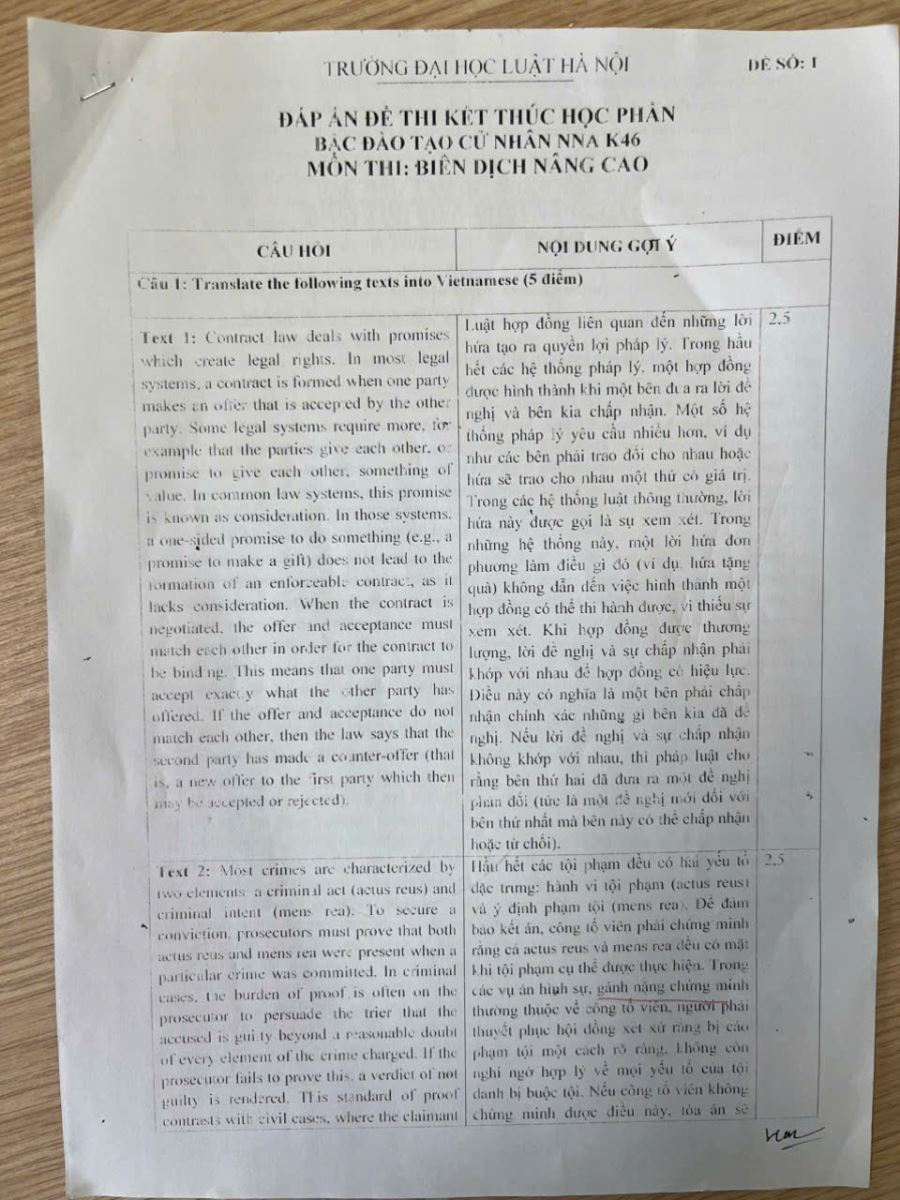 TRƯỜNG ĐẠI HỌC LUẬT HÀ NỘI
ĐỀ SỐ: 1
ĐÁP ÁN ĐỀ THI KẾT THÚC HỌC PHẦN
BẬC ĐÀO TẠO CỬ NHÂN NNA K46
MÔN THI: BIÊN DỊCH NÂNG CAO
CÂU HỎI
NỘI DUNG GỢI Ý
ĐIỂM
Câu 1: Translate the following texts into Vietnamese (5 điểm)
Text 1: Contract law deals with promises
which create legal rights. In most legal
systems, a contract is formed when one party
makes an offer that is accepted by the other
party. Some legal systems require more, for
example that the parties give each other, or
promise to give each other, something of
value. In common law systems, this promise
is known as consideration. In those systems,
a one-sided promise to do something (e.g., a
promise to make a gift) does not lead to the
formation of an enforceable contract, as it
lacks consideration. When the contract is
negotiated, the offer and acceptance must
match each other in order for the contract to
be binding. This means that one party must
accept exactly what the other party has
offered. If the offer and acceptance do not
match each other, then the law says that the
second party has made a counter-offer (that
is, a new offer to the first party which then
may be accepted or rejected).
Luật hợp đồng liên quan đến những lời
hứa tạo ra quyền lợi pháp lý. Trong hầu
hết các hệ thống pháp lý, một hợp đồng
được hình thành khi một bên đưa ra lời đề
nghị và bên kia chấp nhận. Một số hệ
thống pháp lý yêu cầu nhiều hơn, ví dụ
như các bên phải trao đổi cho nhau hoặc
hứa sẽ trao cho nhau một thứ có giá trị.
Trong các hệ thống luật thông thường, lời
hứa này được gọi là sự xem xét. Trong
những hệ thống này, một lời hứa đơn
phương làm điều gì đó (ví dụ, hứa tặng
quà) không dẫn đến việc hình thành một
hợp đồng có thể thi hành được, vì thiếu sự
xem xét. Khi hợp đồng được thương
lượng, lời đề nghị và sự chấp nhận phải
khớp với nhau để hợp đồng có hiệu lực.
Điều này có nghĩa là một bên phải chấp
nhận chính xác những gì bên kia đã đề
nghị. Nếu lời đề nghị và sự chấp nhận
không khớp với nhau, thì pháp luật cho
rằng bên thứ hai đã đưa ra một đề nghị
phản đối (tức là một đề nghị mới đối với
bên thứ nhất mà bên này có thể chấp nhận
hoặc từ chối).
2.5
Text 2: Most crimes are characterized by
two elements: a criminal act (actus reus) and
criminal intent (mens rea). To secure a
conviction, prosecutors must prove that both
actus reus and mens rea were present when a
particular crime was committed. In criminal
cases, the burden of proof is often on the
prosecutor to persuade the trier that the
accused is guilty beyond a reasonable doubt
of every element of the crime charged. If the
prosecutor fails to prove this, a verdict of not
guilty is rendered. This standard of proof
contrasts with civil cases, where the claimant
Hầu hết các tội phạm đều có hai yếu tố
đặc trưng: hành vi tội phạm (actus reus)
và ý định phạm tội (mens rea). Để đảm
bảo kết án, công tố viên phải chứng minh
rằng cả actus reus và mens rea đều có mặt
khi tội phạm cụ thể được thực hiện. Trong
các vụ án hình sự, gánh nặng chứng minh
thường thuộc về công tố viên, người phải
thuyết phục hội đồng xét xử rằng bị cáo
phạm tội một cách rõ ràng, không còn
nghi ngờ hợp lý về mọi yếu tố của tội
danh bị buộc tội. Nếu công tố viên không
chứng minh được điều này, tòa án sẽ
2.5